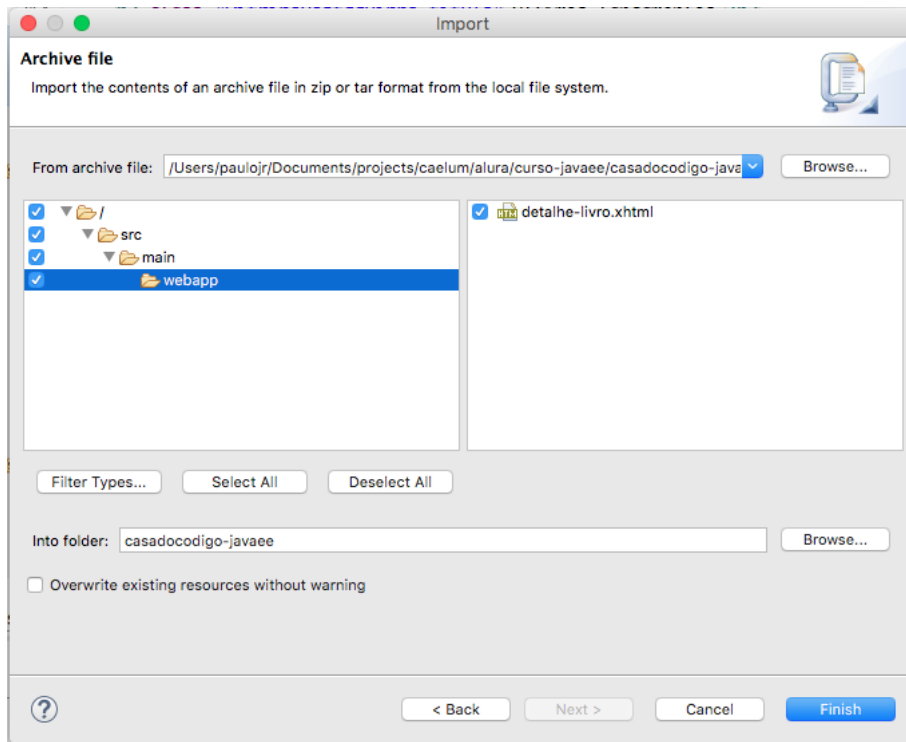 Import
Archive file
Import the contents of an archive file in zip or tar format from the local file system.
From archive file: /Users/paulojr/Documents/projects/caelum/alura/curso-javaee/casadocodigo-java Browse...
/
src
main
webapp
detalhe-livro.xhtml
Filter Types... Select All Deselect All
Into folder: casadocodigo-javaee Browse...
Overwrite existing resources without warning
? < Back Next > Cancel Finish